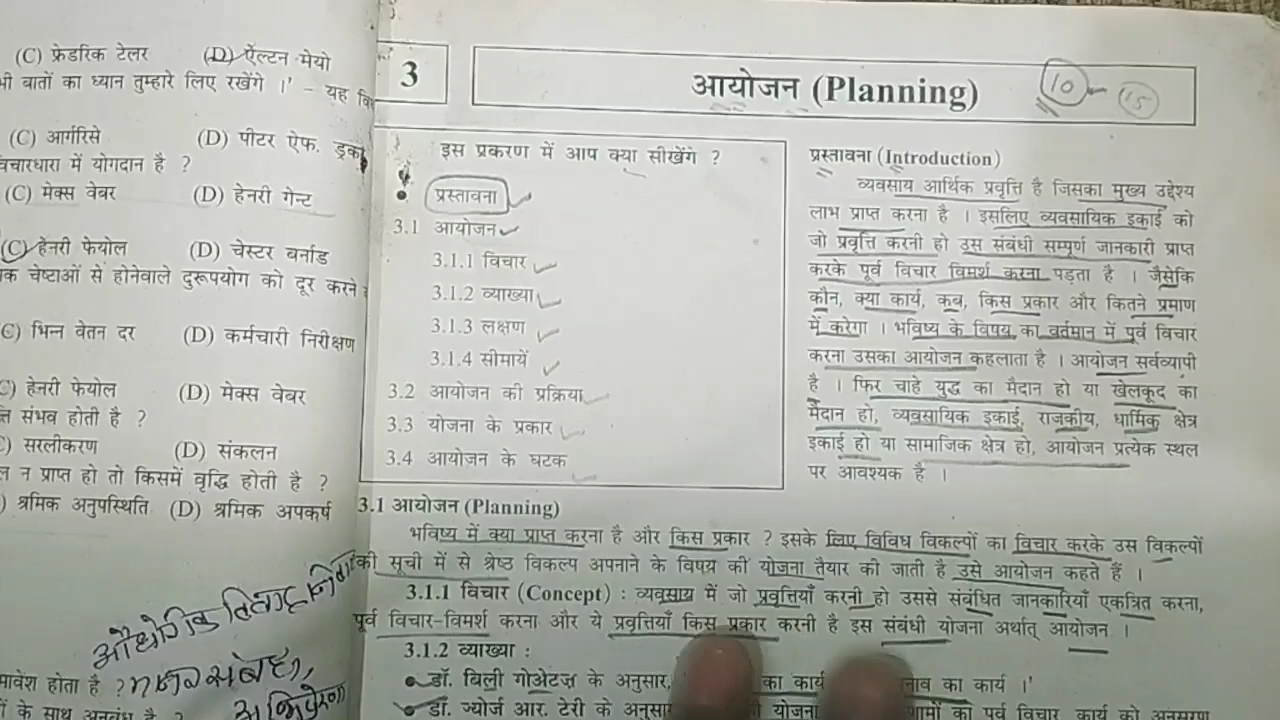 (C) फ्रेडरिक टेलर (D) ऐल्टन मेयो
भी बातों का ध्यान तुम्हारे लिए रखेंगे ।' – यह
(C) आर्गरिसे (D) पीटर ऐफ. ड्रक
वचारधारा में योगदान है ?
(C) मेक्स वेबर (D) हेनरी गेन्ट
(C) हेनरी फेयोल (D) चेस्टर बर्नाड
क चेष्टाओं से होनेवाले दुरूपयोग को दूर करने
C) भिन्न वेतन दर (D) कर्मचारी निरीक्षण
C) हेनरी फेयोल (D) मेक्स वेबर
संभव होती है ?
) सरलीकरण (D) संकलन
ल न प्राप्त हो तो किसमें वृद्धि होती है ?
) श्रमिक अनुपस्थिति (D) श्रमिक अपकर्ष
मावेश होता है ?
के साथ अनुबंध है ?
3
आयोजन (Planning)
10 - 15
इस प्रकरण में आप क्या सीखेंगे ?
• प्रस्तावना
3.1 आयोजन
3.1.1 विचार
3.1.2 व्याख्या
3.1.3 लक्षण
3.1.4 सीमायें
3.2 आयोजन की प्रक्रिया
3.3 योजना के प्रकार
3.4 आयोजन के घटक
प्रस्तावना (Introduction)
व्यवसाय आर्थिक प्रवृत्ति है जिसका मुख्य उद्देश्य
लाभ प्राप्त करना है । इसलिए व्यवसायिक इकाई को
जो प्रवृत्ति करनी हो उस संबंधी सम्पूर्ण जानकारी प्राप्त
करके पूर्व विचार विमर्श करना पड़ता है । जैसेकि
कौन, क्या कार्य, कब, किस प्रकार और कितने प्रमाण
में करेगा । भविष्य के विषय का वर्तमान में पूर्व विचार
करना उसका आयोजन कहलाता है । आयोजन सर्वव्यापी
है । फिर चाहे युद्ध का मैदान हो या खेलकूद का
मैदान हो, व्यवसायिक इकाई, राजकीय, धार्मिक क्षेत्र
इकाई हो या सामाजिक क्षेत्र हो, आयोजन प्रत्येक स्थल
पर आवश्यक है ।
3.1 आयोजन (Planning)
भविष्य में क्या प्राप्त करना है और किस प्रकार ? इसके लिए विविध विकल्पों का विचार करके उस विकल्पों
की सूची में से श्रेष्ठ विकल्प अपनाने के विषय की योजना तैयार की जाती है उसे आयोजन कहते हैं ।
3.1.1 विचार (Concept) : व्यवसाय में जो प्रवृत्तियाँ करनी हो उससे संबंधित जानकारियाँ एकत्रित करना,
पूर्व विचार-विमर्श करना और ये प्रवृत्तियाँ किस प्रकार करनी है इस संबंधी योजना अर्थात् आयोजन ।
3.1.2 व्याख्या :
• डॉ. बिली गोअेटज़ के अनुसार, का कार्य का कार्य ।'
• डॉ. ज्योर्ज आर. टेरी के अनुसार योजना का पूर्व विचार कार्य को